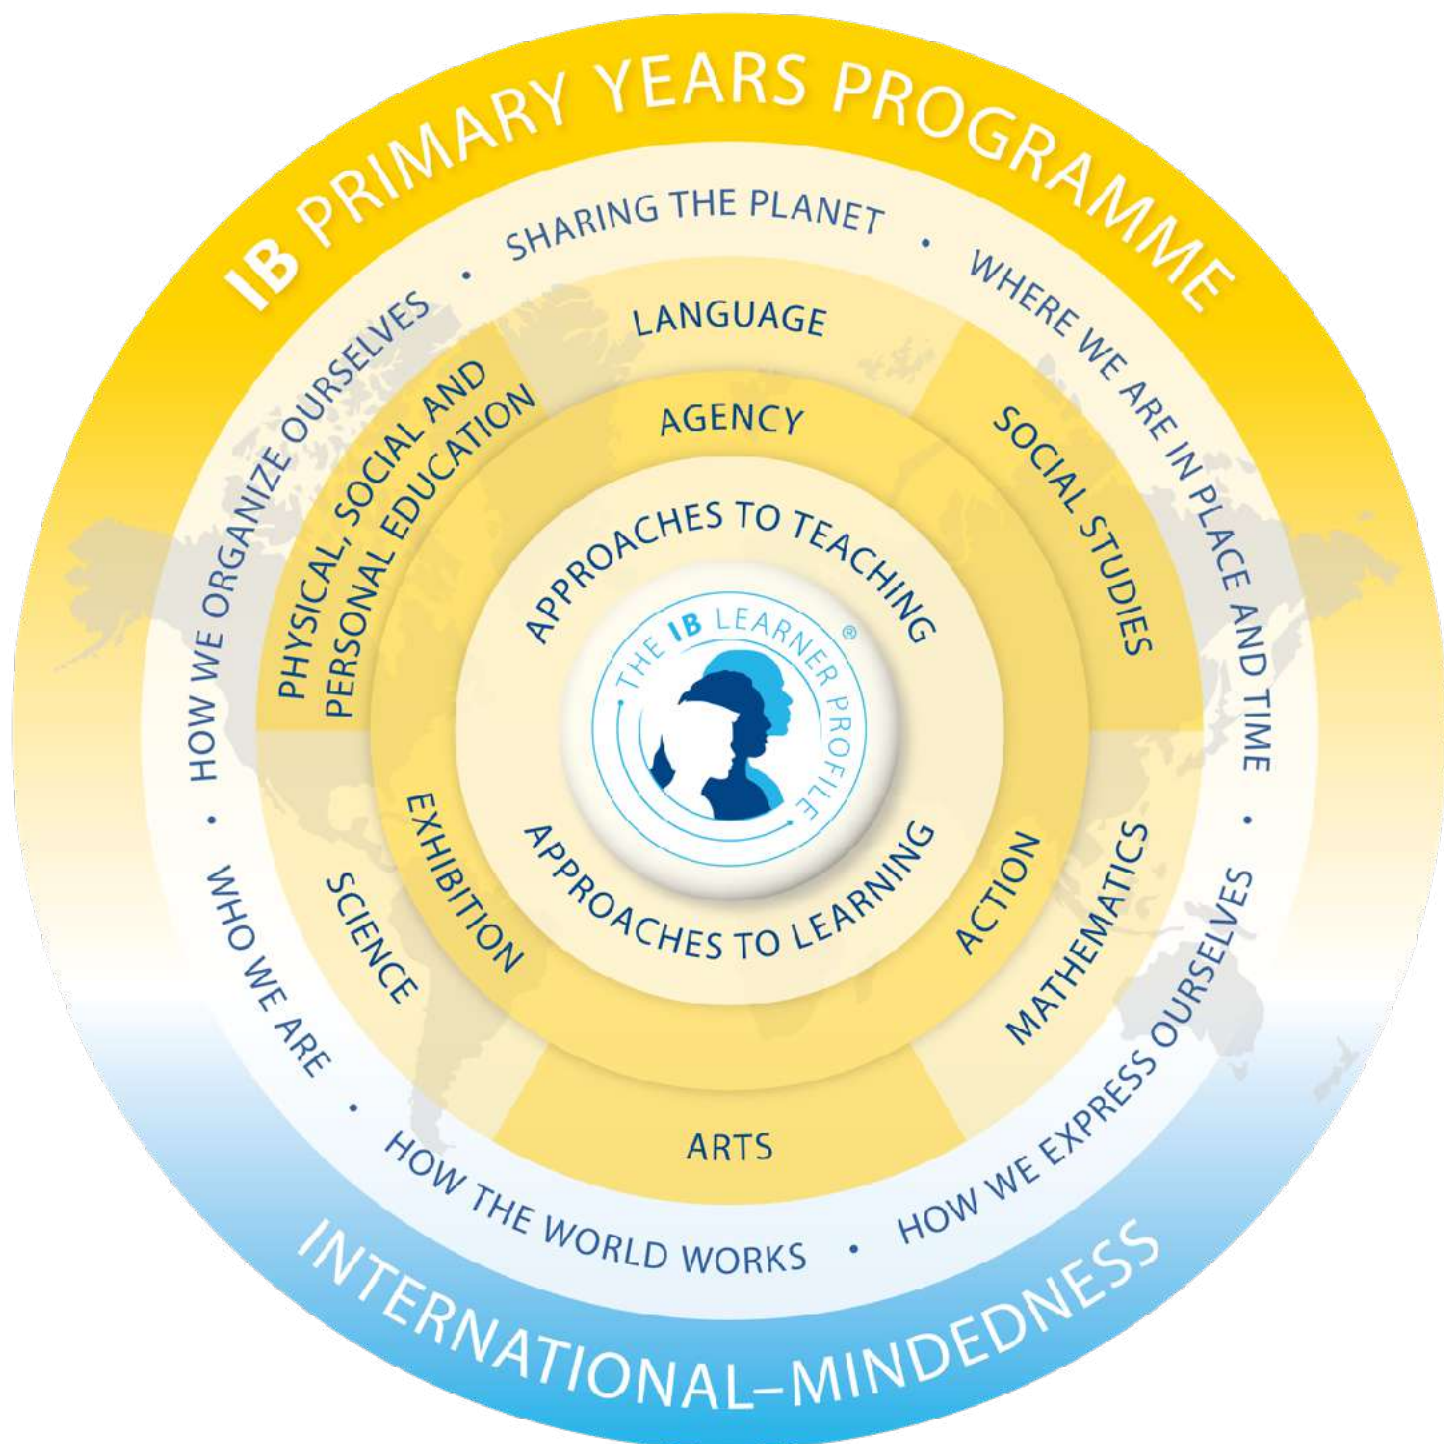 IB PRIMARY YEARS PROGRAMME
SHARING THE PLANET
•
WHERE WE ARE IN PLACE AND TIME
•
HOW WE EXPRESS OURSELVES
•
HOW THE WORLD WORKS
•
WHO WE ARE
•
HOW WE ORGANIZE OURSELVES
•
LANGUAGE
SOCIAL STUDIES
MATHEMATICS
ARTS
SCIENCE
PHYSICAL, SOCIAL AND
PERSONAL EDUCATION
AGENCY
ACTION
EXHIBITION
APPROACHES TO TEACHING
THE IB LEARNER PROFILE
®
APPROACHES TO LEARNING
INTERNATIONAL–MINDEDNESS